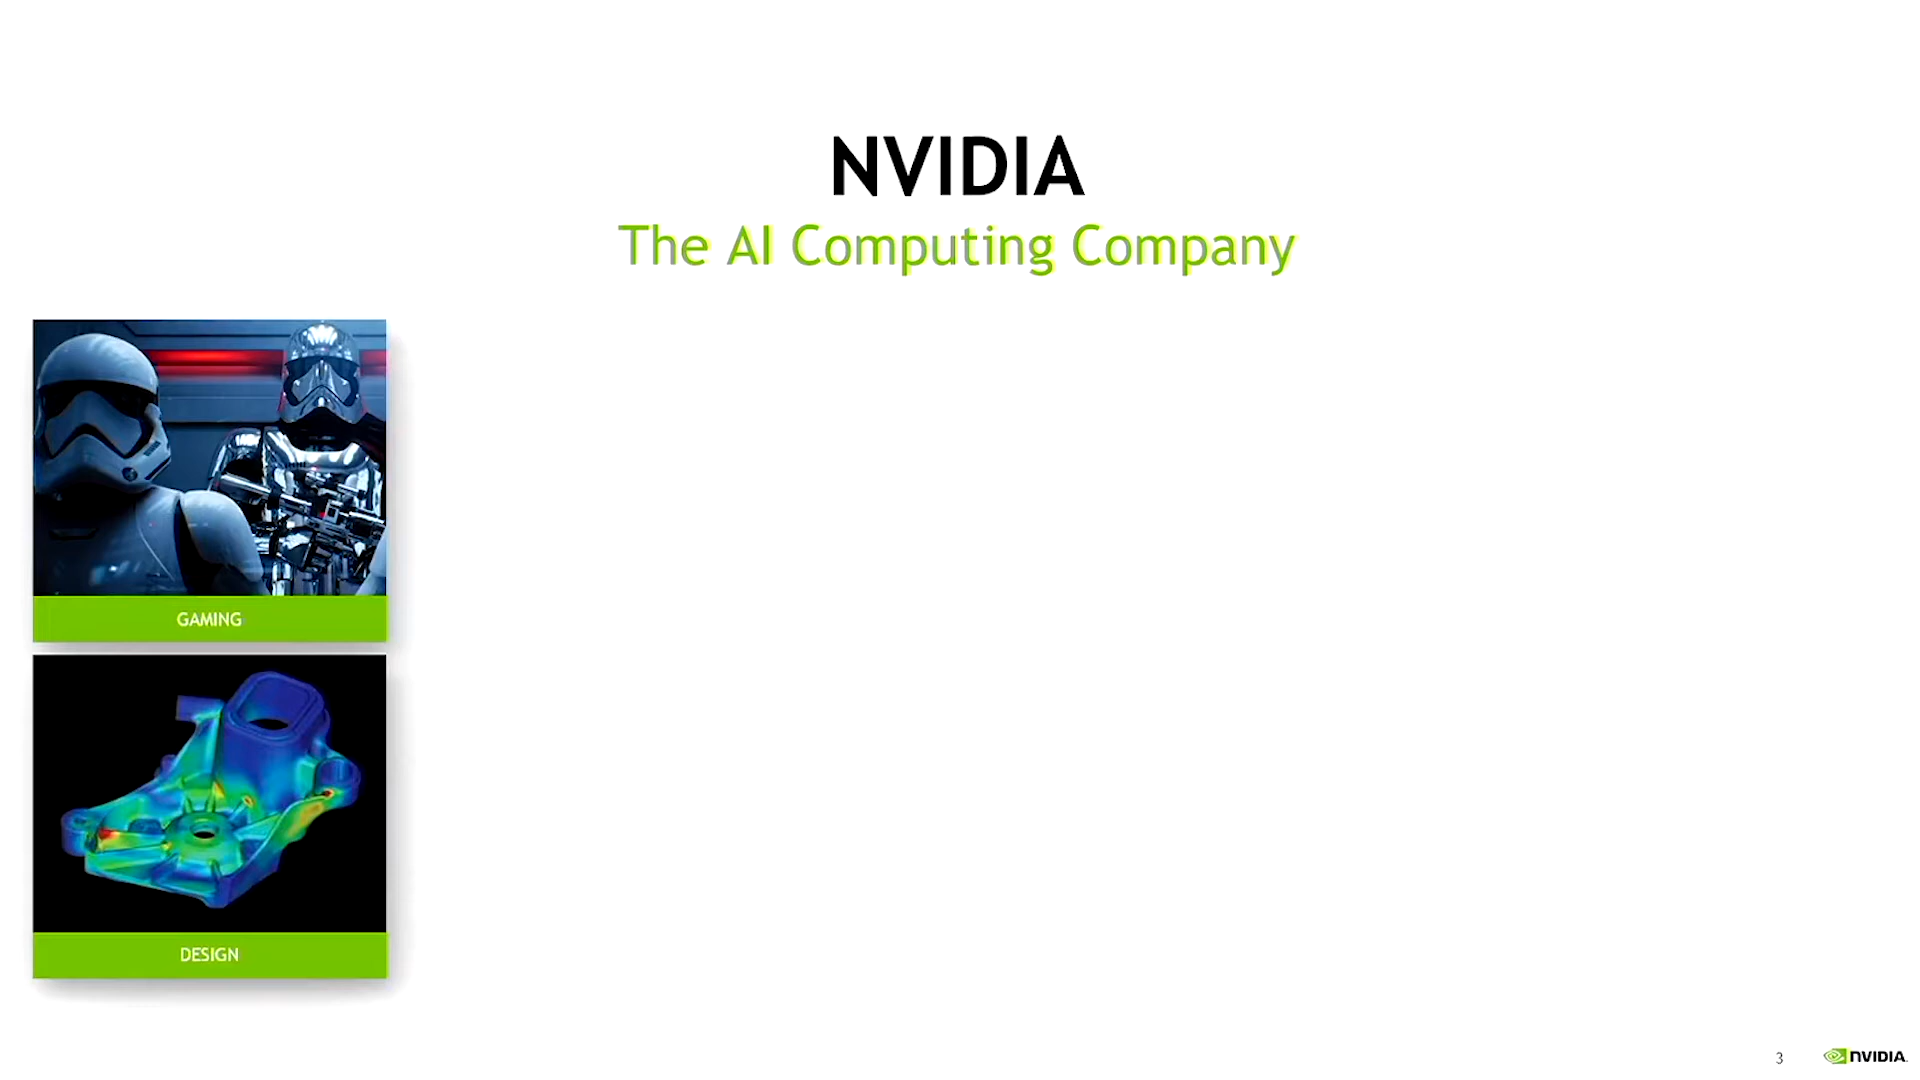 NVIDIA
The AI Computing Company
GAMING
DESIGN
3
NVIDIA.